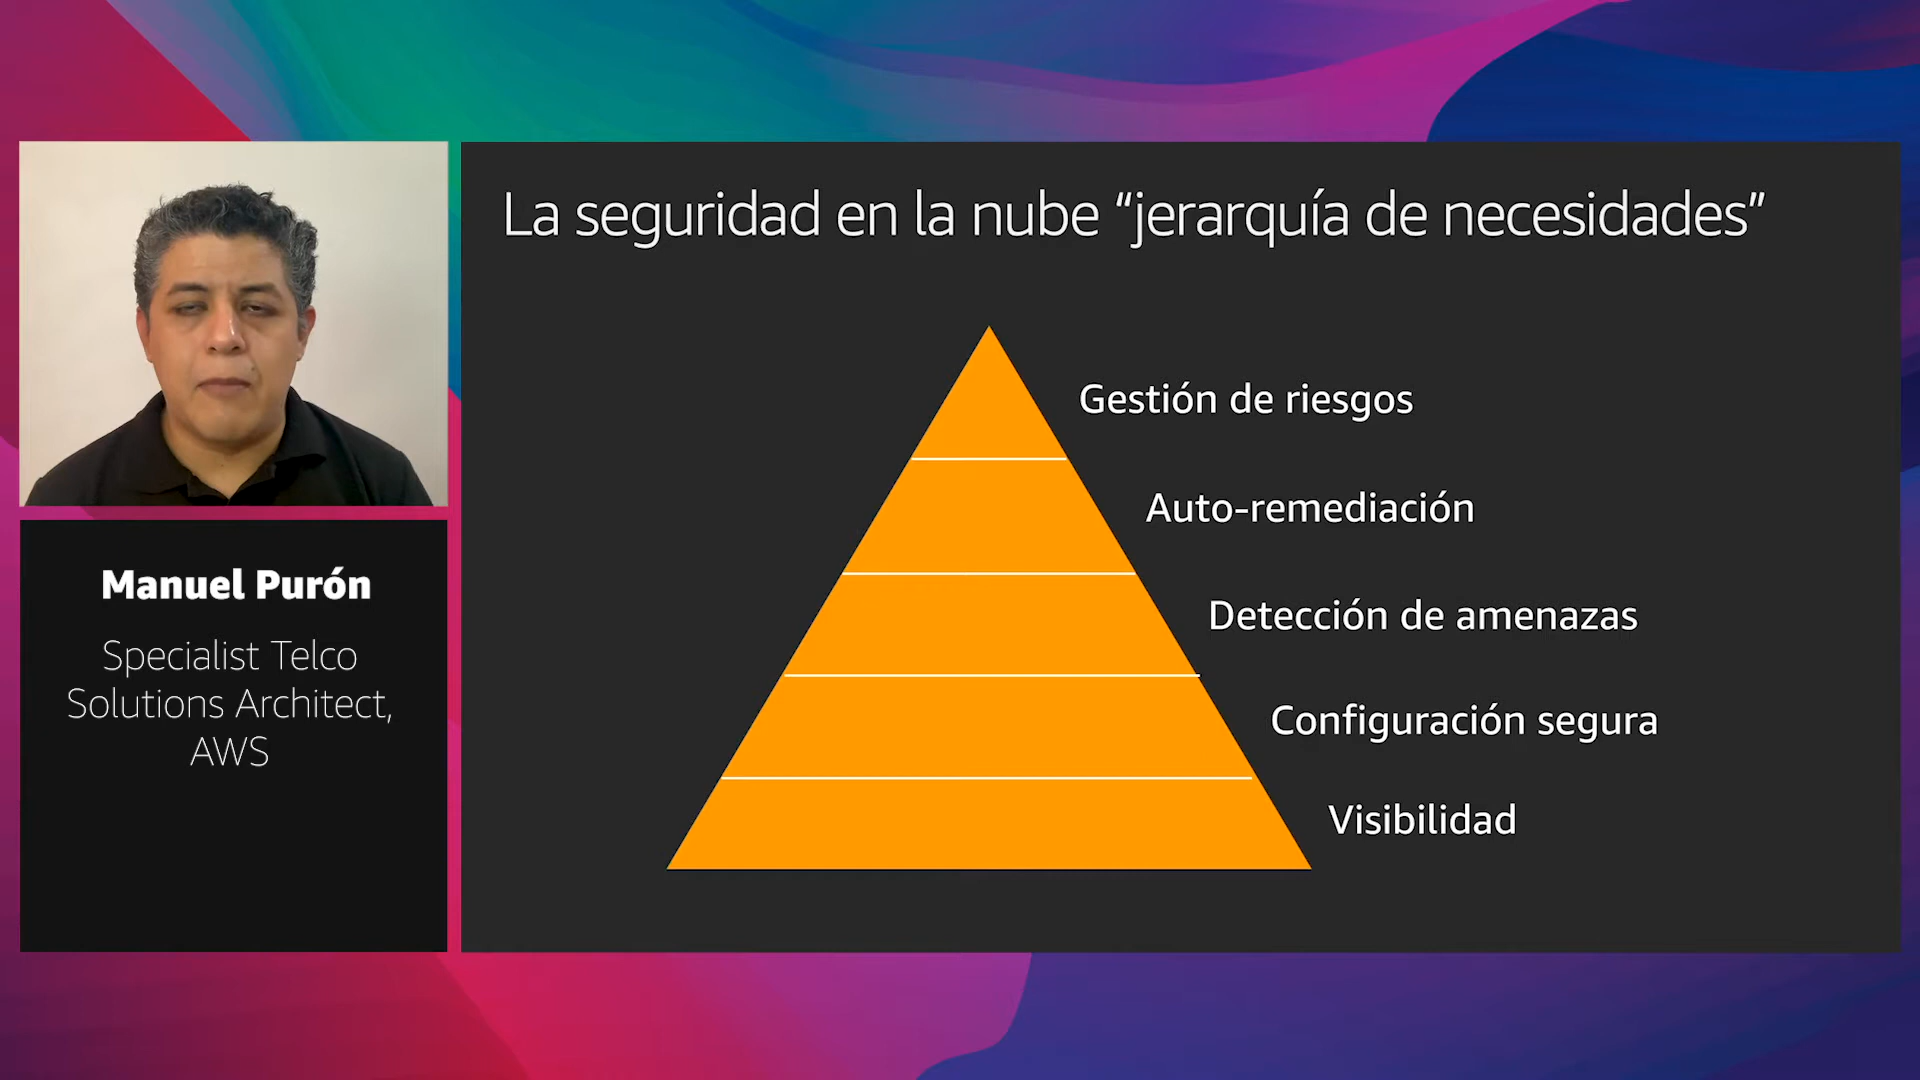 La seguridad en la nube “jerarquía de necesidades”
Gestión de riesgos
Auto-remediación
Detección de amenazas
Configuración segura
Visibilidad
Manuel Purón
Specialist Telco
Solutions Architect,
AWS